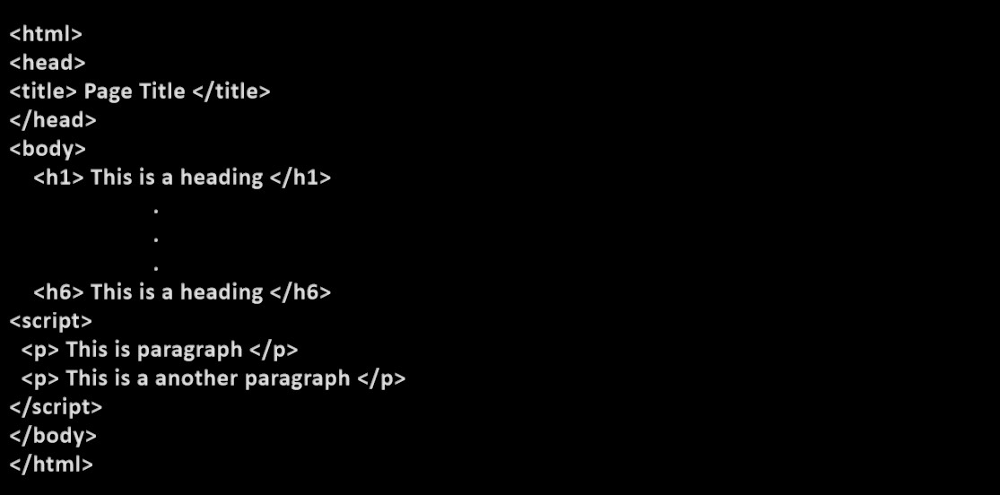 <html>
<head>
<title> Page Title </title>
</head>
<body>
<h1> This is a heading </h1>
.
.
.
<h6> This is a heading </h6>
<script>
<p> This is paragraph </p>
<p> This is a another paragraph </p>
</script>
</body>
</html>